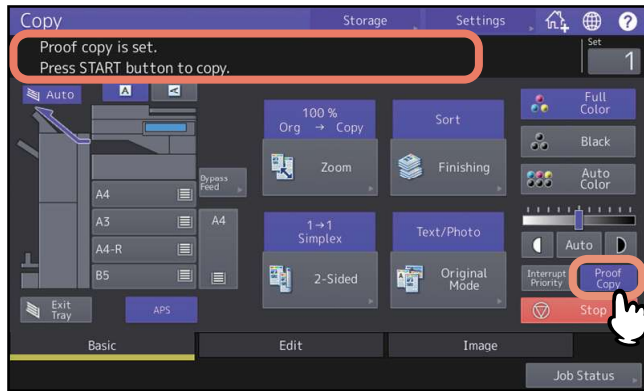 Copy
Storage
Settings
?
Proof copy is set.
Press START button to copy.
Set
1
Auto
A
A
100 %
Org → Copy
Zoom
Sort
Finishing
Full
Color
Black
Auto
Color
Bypass
Feed
A4
A3
A4-R
B5
A4
1→1
Simplex
2-Sided
Text/Photo
Original
Mode
Auto
D
Interrupt
Priority
Proof
Copy
Stop
Exit
Tray
APS
Basic
Edit
Image
Job Status